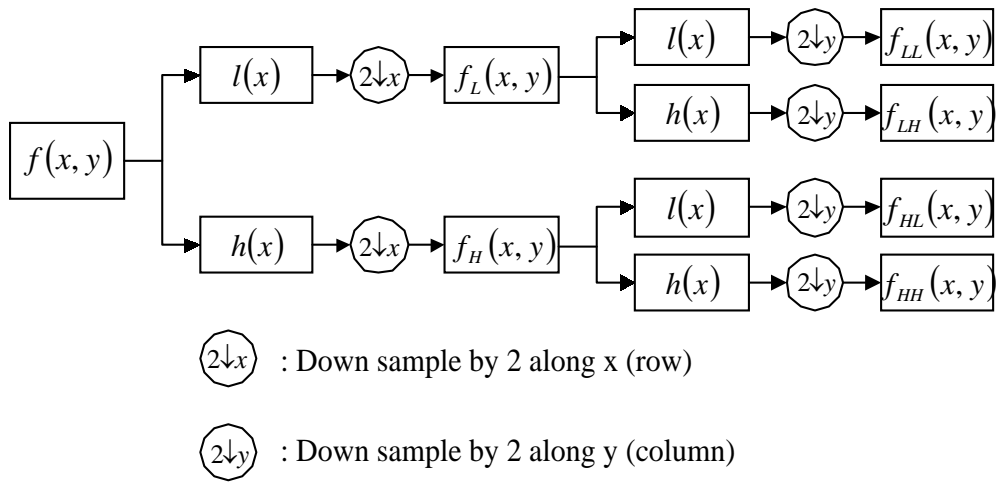 l(x) 2↓y f_LL(x, y)
l(x) 2↓x f_L(x, y)
h(x) 2↓y f_LH(x, y)
f(x, y)
l(x) 2↓y f_HL(x, y)
h(x) 2↓x f_H(x, y)
h(x) 2↓y f_HH(x, y)
2↓x : Down sample by 2 along x (row)
2↓y : Down sample by 2 along y (column)